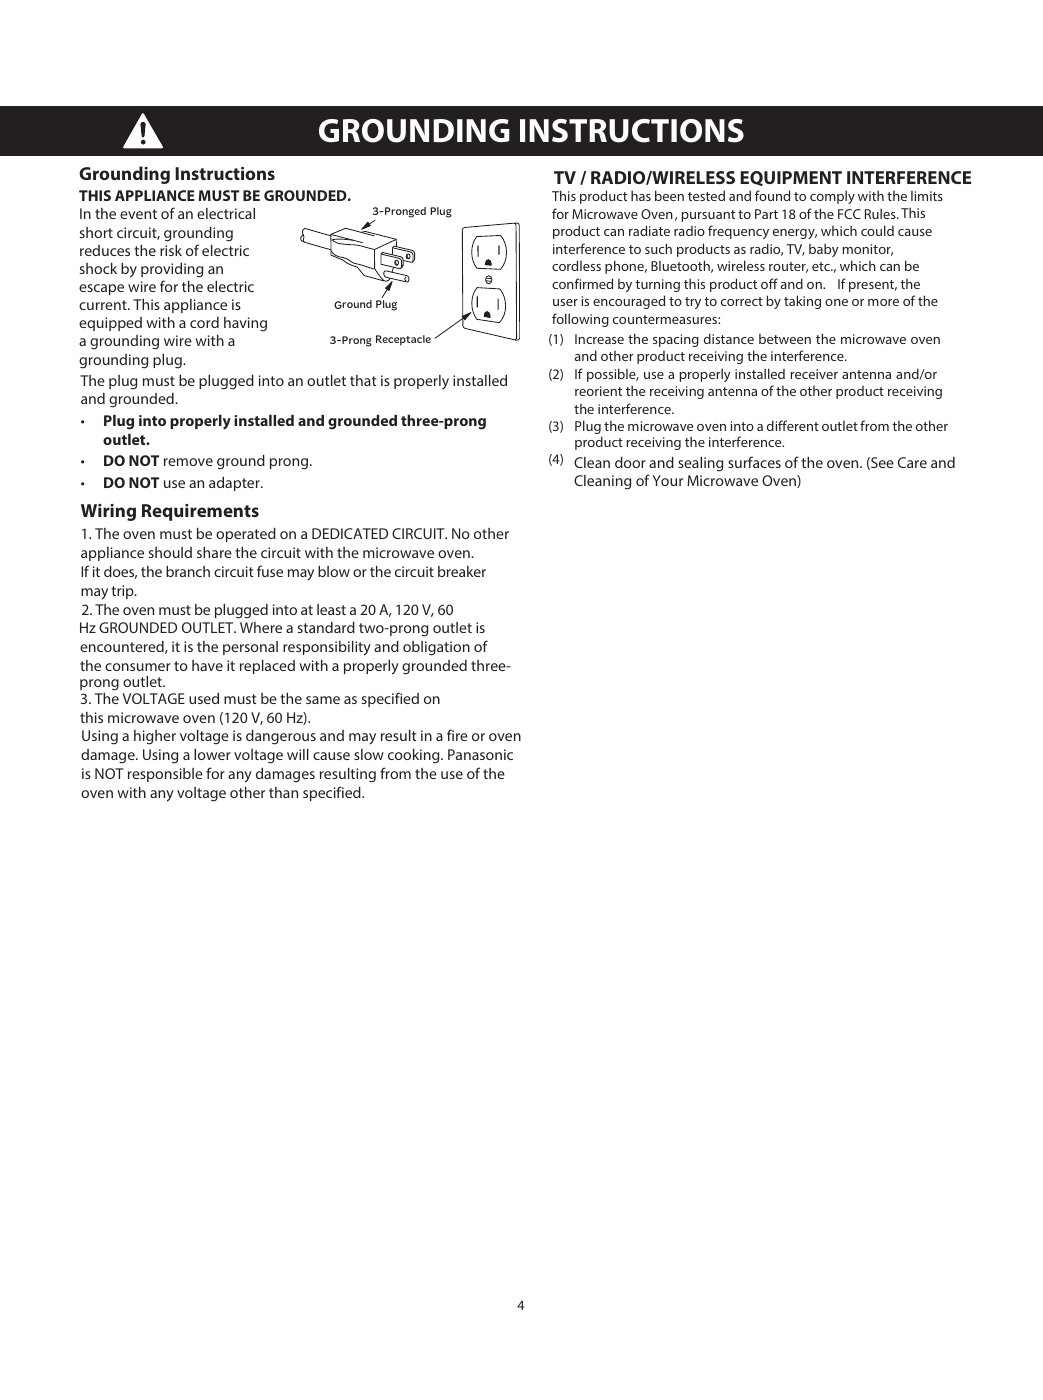 GROUNDING INSTRUCTIONS
Grounding Instructions
THIS APPLIANCE MUST BE GROUNDED.
In the event of an electrical
short circuit, grounding
reduces the risk of electric
shock by providing an
escape wire for the electric
current. This appliance is
equipped with a cord having
a grounding wire with a
grounding plug.
3-Pronged Plug
Ground Plug
3-Prong Receptacle
The plug must be plugged into an outlet that is properly installed
and grounded.
• Plug into properly installed and grounded three-prong
outlet.
• DO NOT remove ground prong.
• DO NOT use an adapter.
Wiring Requirements
1. The oven must be operated on a DEDICATED CIRCUIT. No other
appliance should share the circuit with the microwave oven.
If it does, the branch circuit fuse may blow or the circuit breaker
may trip.
2. The oven must be plugged into at least a 20 A, 120 V, 60
Hz GROUNDED OUTLET. Where a standard two-prong outlet is
encountered, it is the personal responsibility and obligation of
the consumer to have it replaced with a properly grounded three-
prong outlet.
3. The VOLTAGE used must be the same as specified on
this microwave oven (120 V, 60 Hz).
Using a higher voltage is dangerous and may result in a fire or oven
damage. Using a lower voltage will cause slow cooking. Panasonic
is NOT responsible for any damages resulting from the use of the
oven with any voltage other than specified.
TV / RADIO/WIRELESS EQUIPMENT INTERFERENCE
This product has been tested and found to comply with the limits
for Microwave Oven, pursuant to Part 18 of the FCC Rules. This
product can radiate radio frequency energy, which could cause
interference to such products as radio, TV, baby monitor,
cordless phone, Bluetooth, wireless router, etc., which can be
confirmed by turning this product off and on. If present, the
user is encouraged to try to correct by taking one or more of the
following countermeasures:
(1) Increase the spacing distance between the microwave oven
and other product receiving the interference.
(2) If possible, use a properly installed receiver antenna and/or
reorient the receiving antenna of the other product receiving
the interference.
(3) Plug the microwave oven into a different outlet from the other
product receiving the interference.
(4) Clean door and sealing surfaces of the oven. (See Care and
Cleaning of Your Microwave Oven)
4